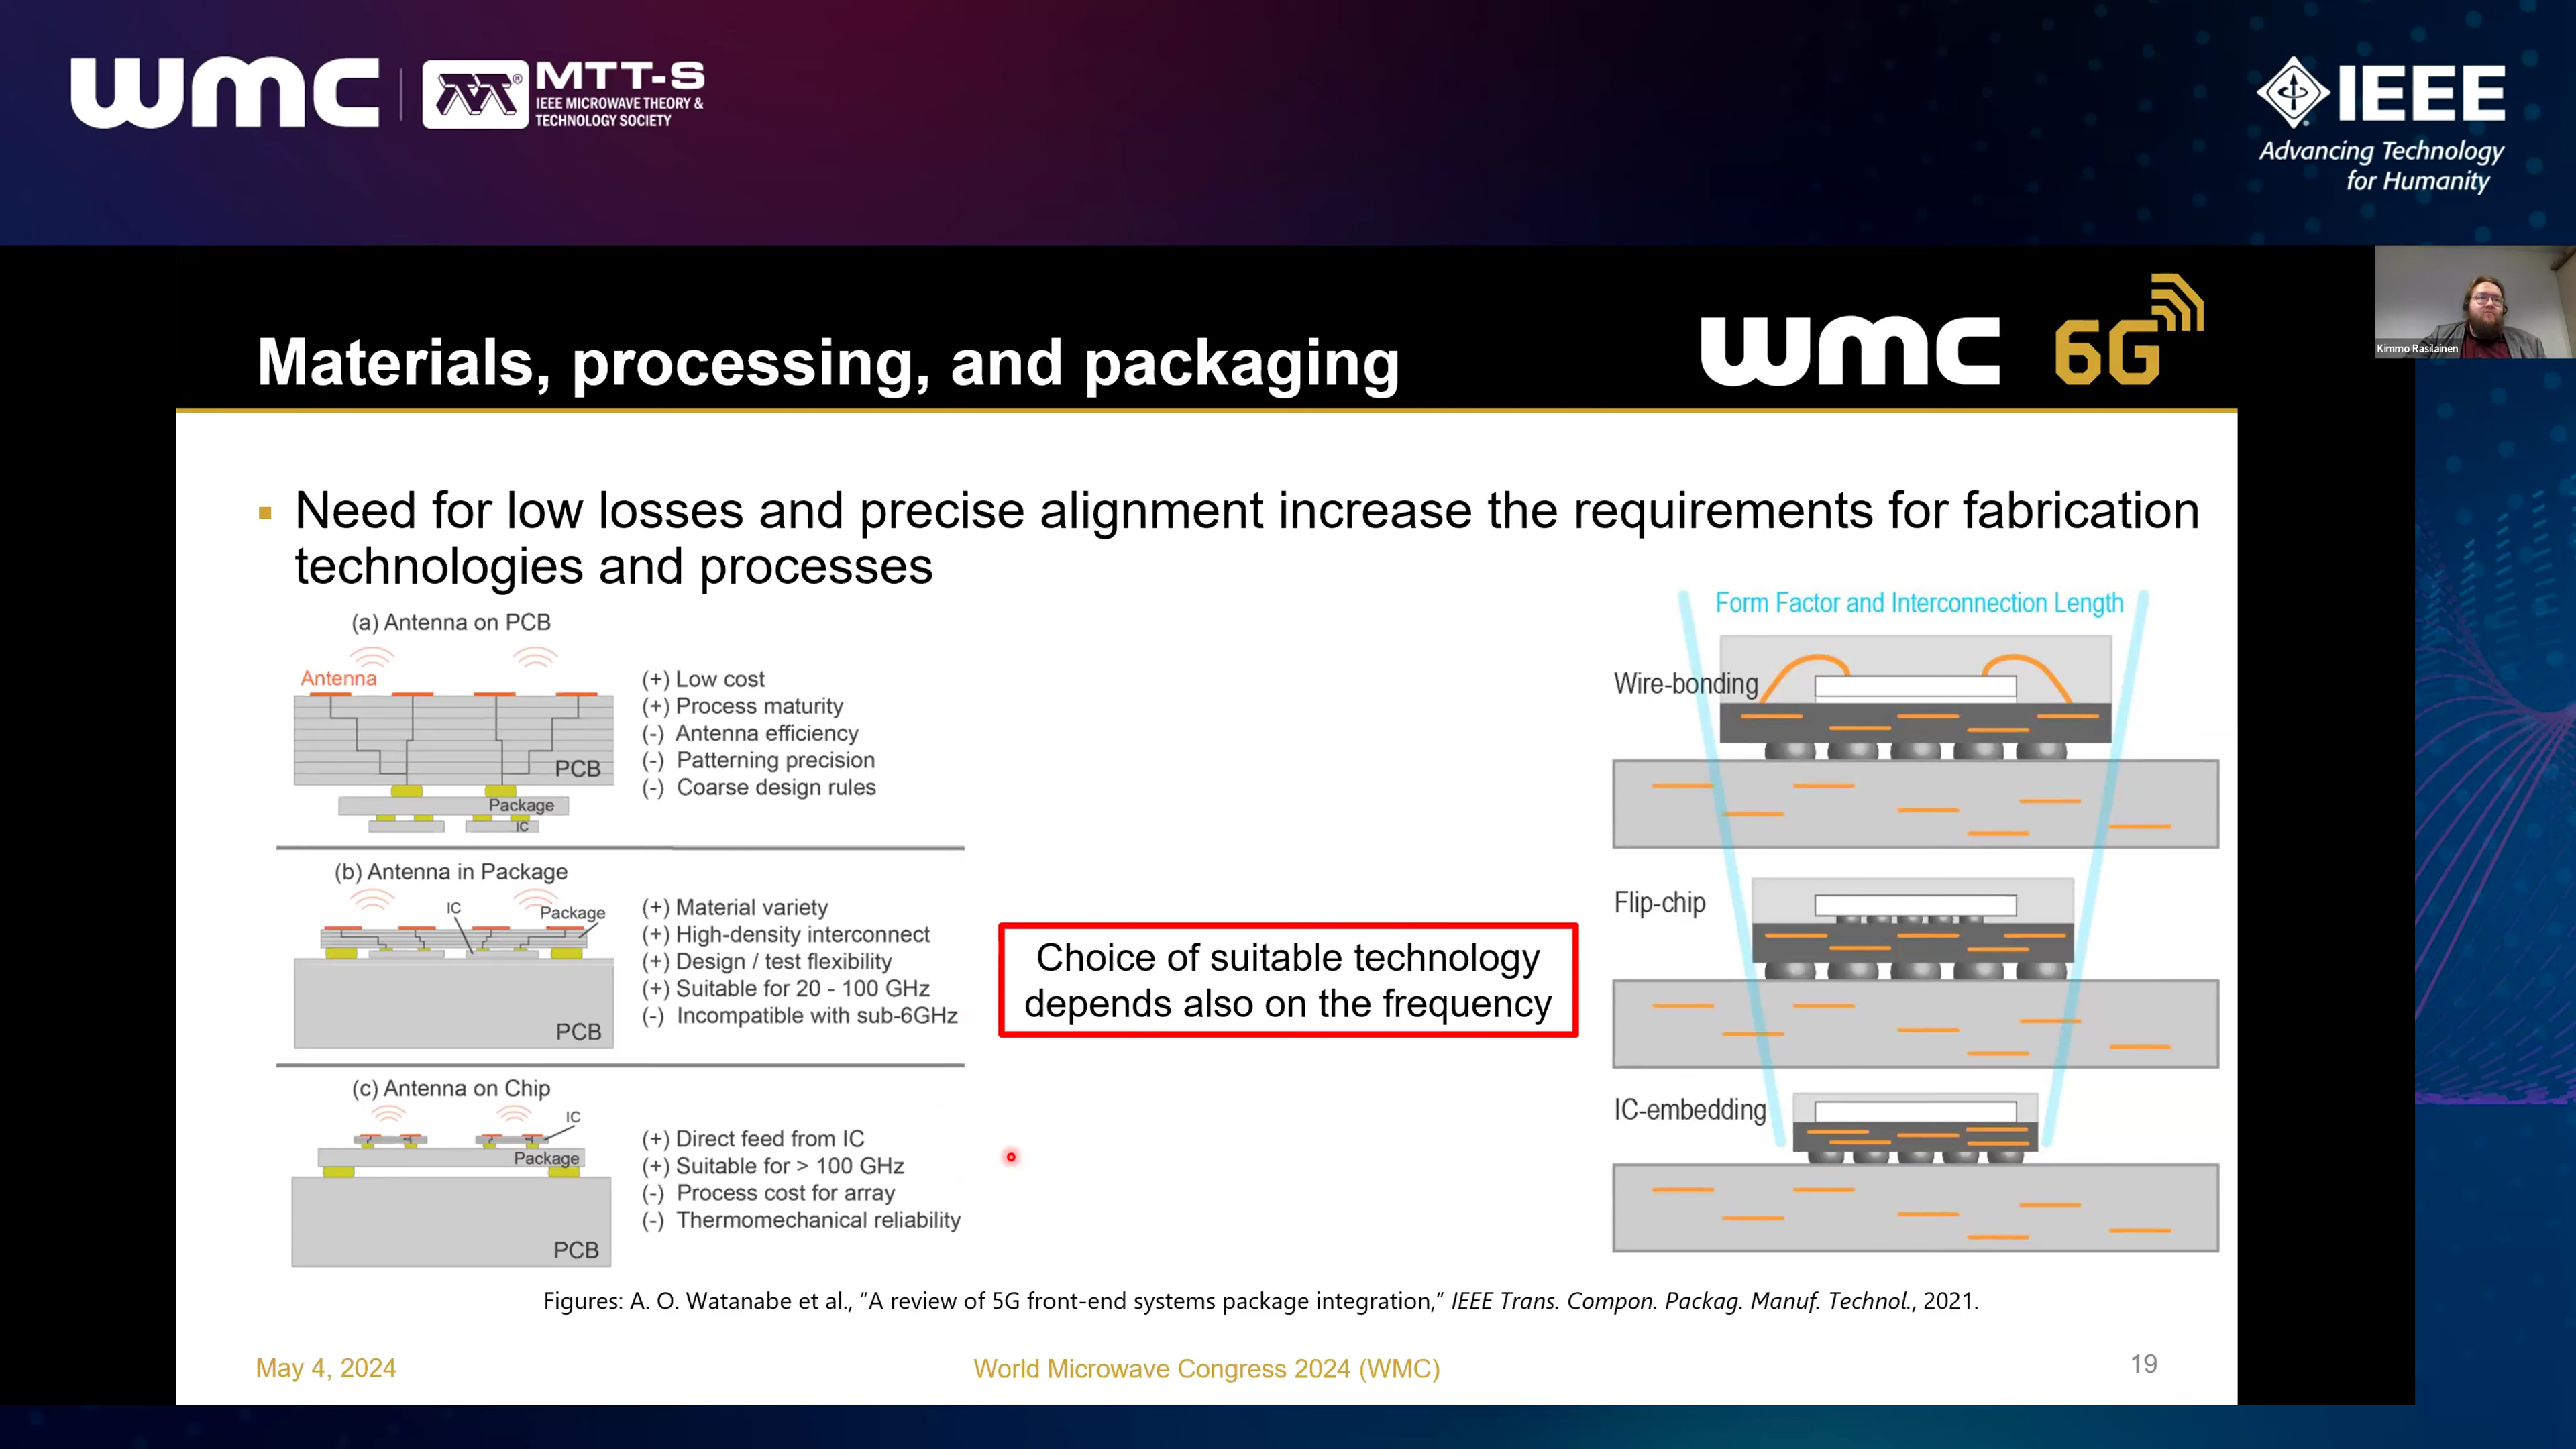 wmc
MTT-S
IEEE MICROWAVE THEORY &
TECHNOLOGY SOCIETY
IEEE
Advancing Technology
for Humanity
Kimmo Rasilainen
Materials, processing, and packaging
wmc 6G
Need for low losses and precise alignment increase the requirements for fabrication
technologies and processes
(a) Antenna on PCB
Antenna
PCB
Package
IC
(+) Low cost
(+) Process maturity
(-) Antenna efficiency
(-) Patterning precision
(-) Coarse design rules
(b) Antenna in Package
IC
Package
PCB
(+) Material variety
(+) High-density interconnect
(+) Design / test flexibility
(+) Suitable for 20 - 100 GHz
(-) Incompatible with sub-6GHz
(c) Antenna on Chip
IC
Package
PCB
(+) Direct feed from IC
(+) Suitable for > 100 GHz
(-) Process cost for array
(-) Thermomechanical reliability
Choice of suitable technology
depends also on the frequency
Form Factor and Interconnection Length
Wire-bonding
Flip-chip
IC-embedding
Figures: A. O. Watanabe et al., “A review of 5G front-end systems package integration,” IEEE Trans. Compon. Packag. Manuf. Technol., 2021.
May 4, 2024
World Microwave Congress 2024 (WMC)
19